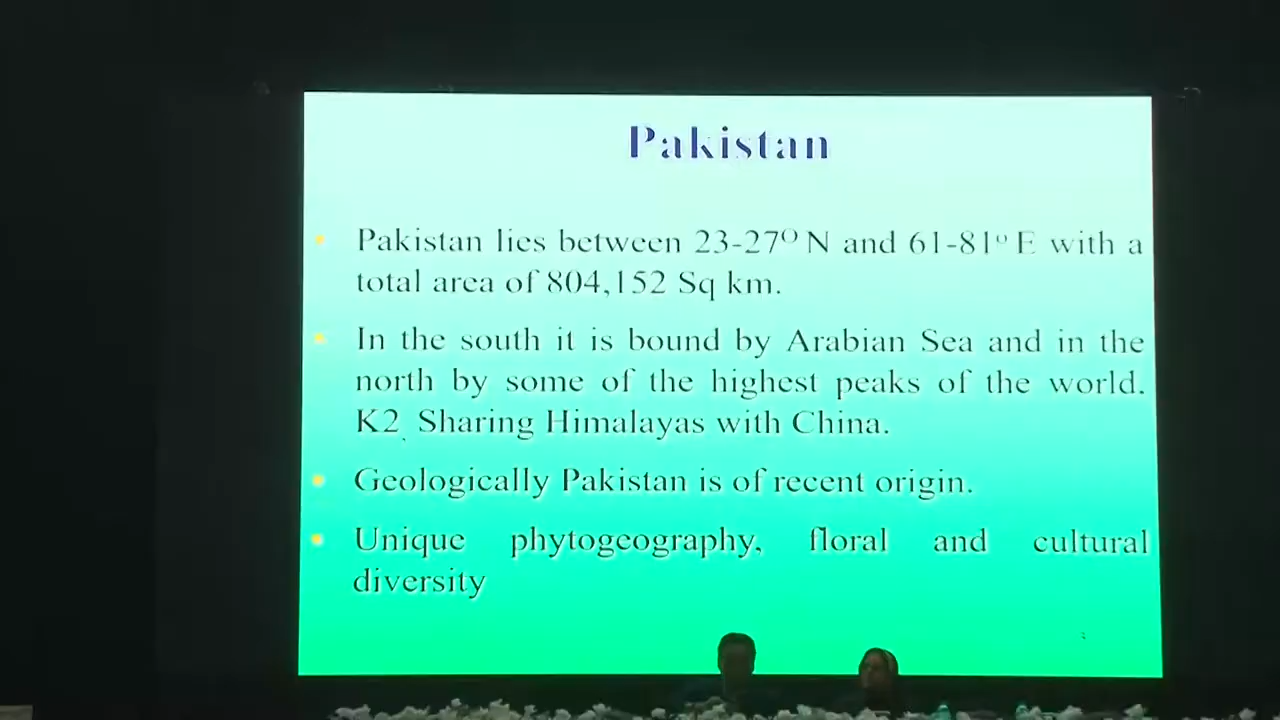 Pakistan
Pakistan lies between 23-27⁰ N and 61-81⁰ E with a
total area of 804,152 Sq km.
In the south it is bound by Arabian Sea and in the
north by some of the highest peaks of the world.
K2, Sharing Himalayas with China.
Geologically Pakistan is of recent origin.
Unique phytogeography, floral and cultural
diversity